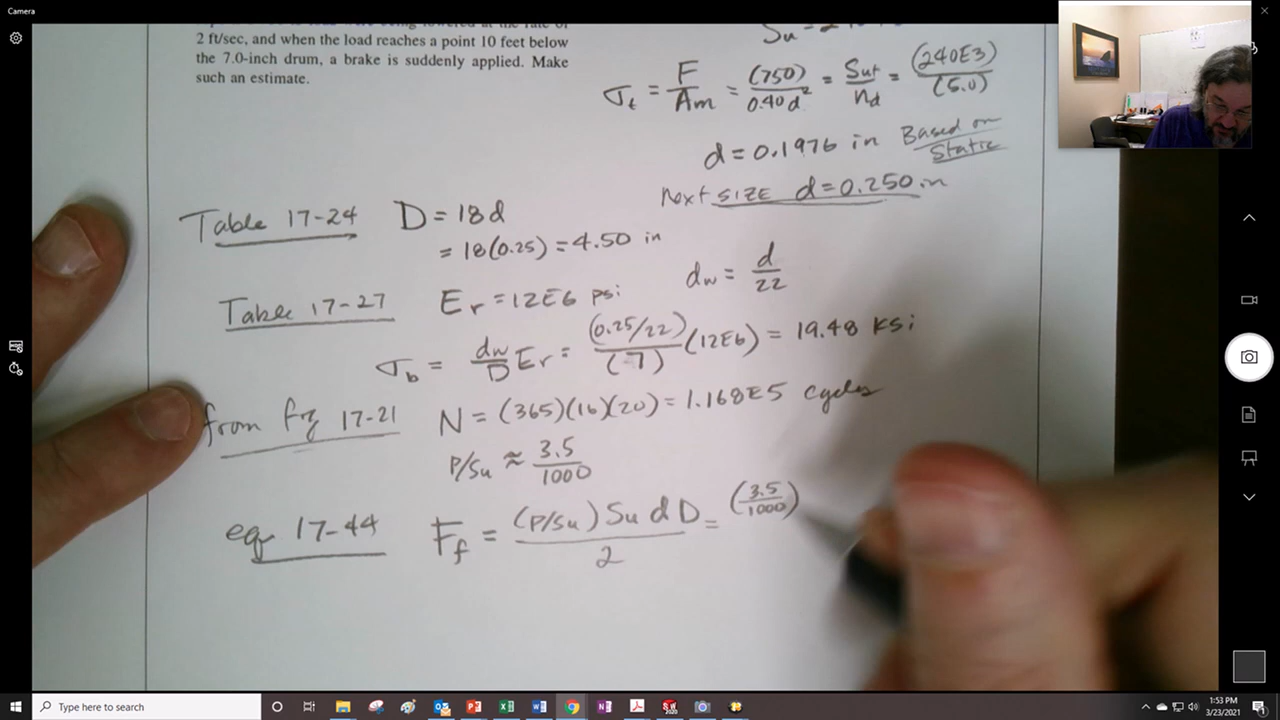 Camera
2 ft/sec, and when the load reaches a point 10 feet below
the 7.0-inch drum, a brake is suddenly applied. Make
such an estimate.
σt = F/Am = (750)/0.40d² = Sut/nd = (240E3)/(5.0)
d = 0.1976 in Based on Static
Next SIZE d = 0.250 in
Table 17-24 D = 18d
= 18(0.25) = 4.50 in
dw = d/22
Table 17-27 Er = 12E6 psi
σb = dw/D Er = (0.25/22)/(7) (12E6) = 19.48 ksi
from fig 17-21 N = (365)(16)(20) = 1.168E5 cycles
P/Su ≈ 3.5/1000
eq 17-44 Ff = (P/Su) Su d D / 2 = (3.5/1000)
Type here to search
1:53 PM
3/23/2021